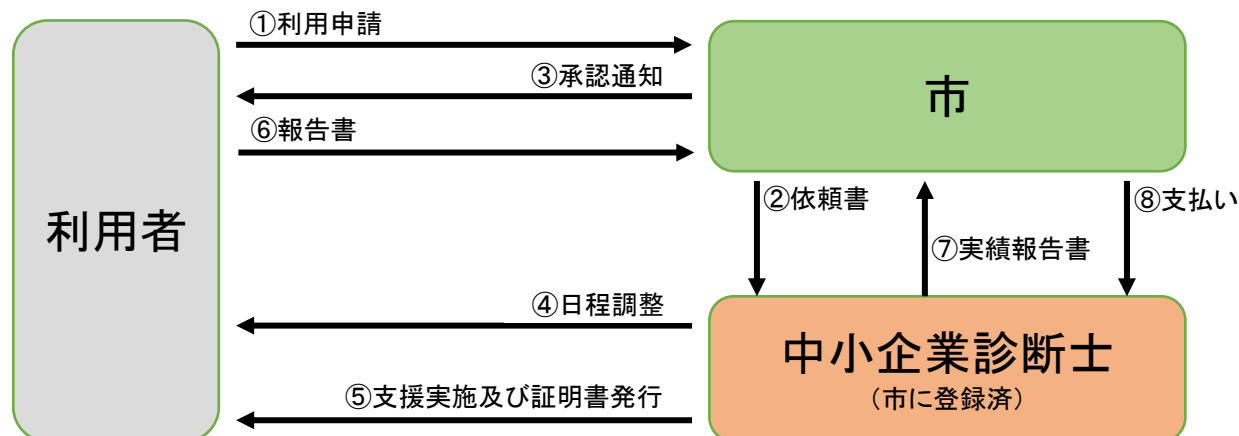 ①利用申請
③承認通知
⑥報告書
市
利用者
②依頼書
⑧支払い
⑦実績報告書
④日程調整
⑤支援実施及び証明書発行
中小企業診断士
（市に登録済）